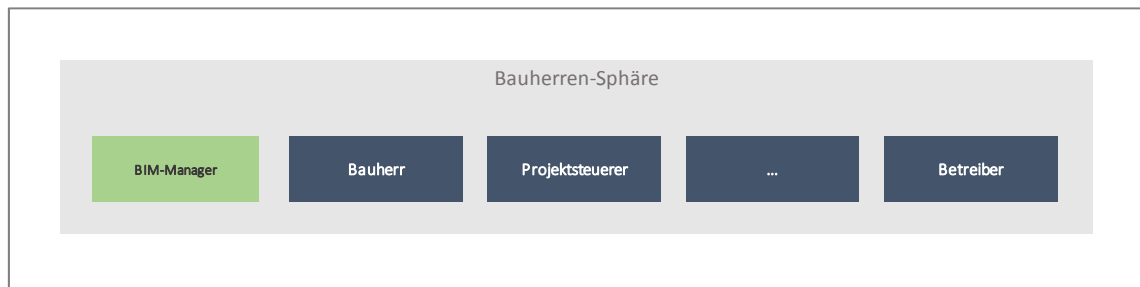 Bauherren-Sphäre
BIM-Manager
Bauherr
Projektsteuerer
...
Betreiber